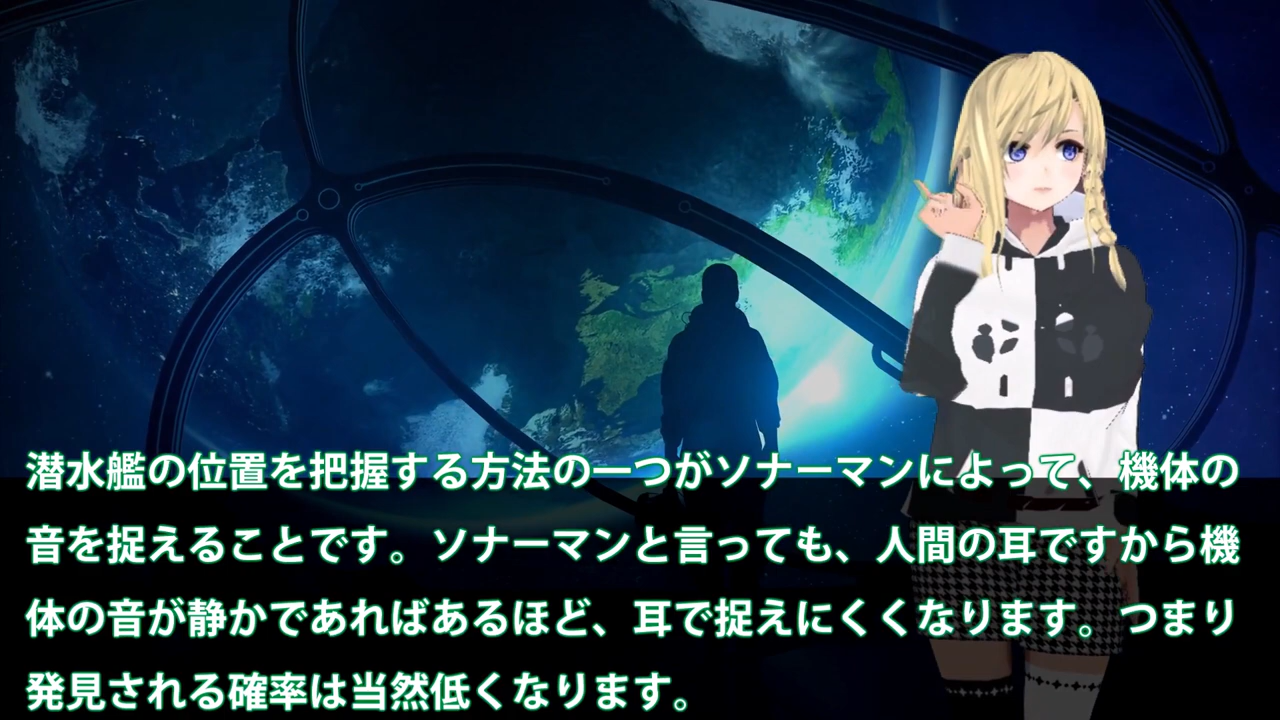 潜水艦の位置を把握する方法の一つがソナーマンによって、機体の
音を捉えることです。ソナーマンと言っても、人間の耳ですから機
体の音が静かであればあるほど、耳で捉えにくくなります。つまり
発見される確率は当然低くなります。